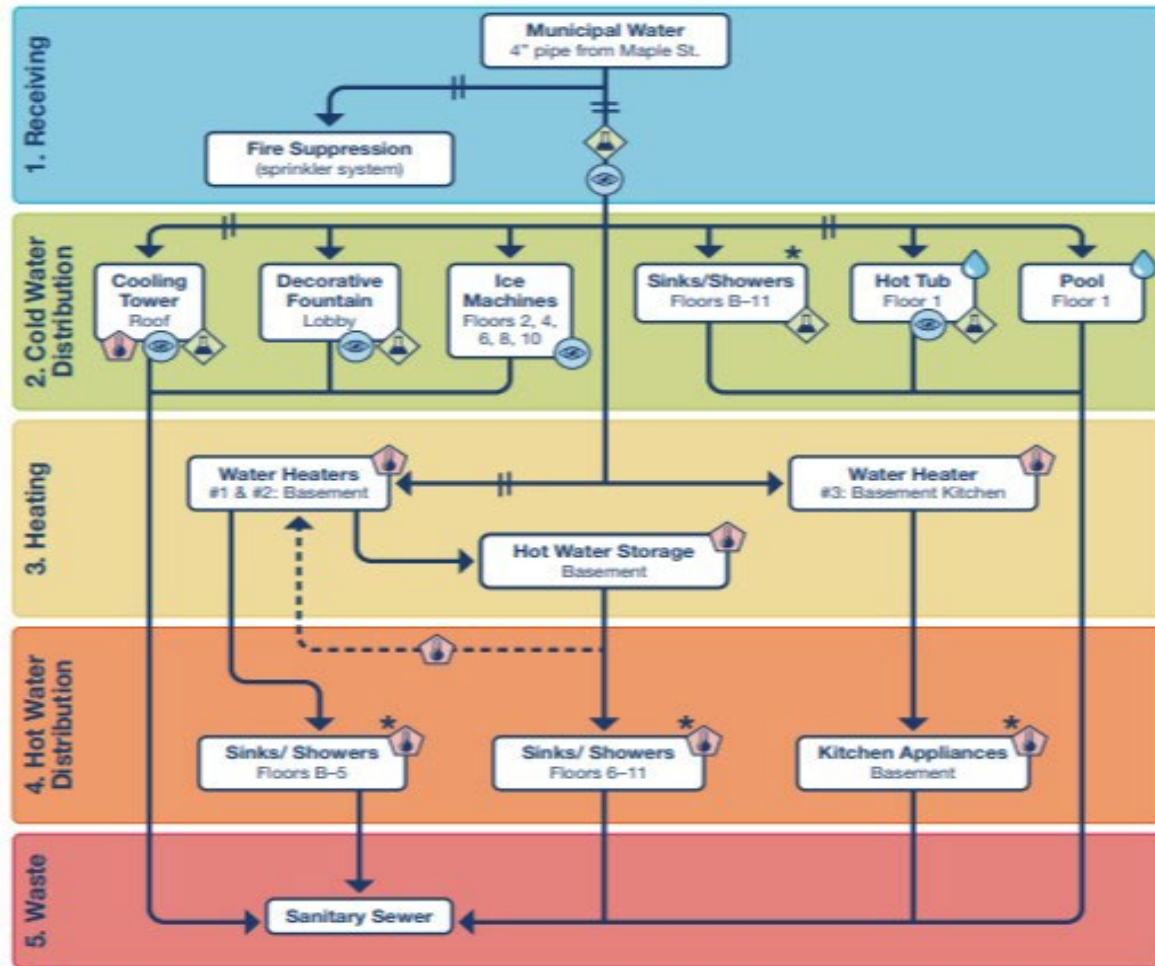 1. Receiving
Municipal Water
4” pipe from Maple St.
Fire Suppression
(sprinkler system)
2. Cold Water
Distribution
Cooling
Tower
Roof
Decorative
Fountain
Lobby
Ice
Machines
Floors 2, 4,
6, 8, 10
*
Sinks/Showers
Floors B–11
Hot Tub
Floor 1
Pool
Floor 1
3. Heating
Water Heaters
#1 & #2: Basement
Water Heater
#3: Basement Kitchen
Hot Water Storage
Basement
4. Hot Water
Distribution
*
Sinks/ Showers
Floors B–5
*
Sinks/ Showers
Floors 6–11
*
Kitchen Appliances
Basement
5. Waste
Sanitary Sewer